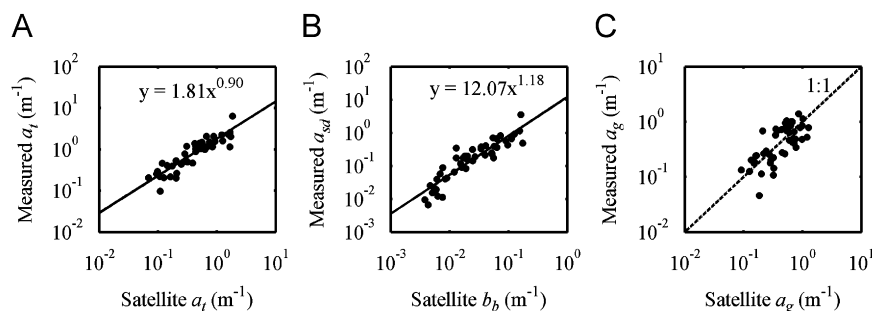 A
B
C
Measured a_t (m⁻¹)
10²
10¹
10⁰
10⁻¹
10⁻²
y = 1.81x^0.90
10⁻² 10⁻¹ 10⁰ 10¹
Satellite a_t (m⁻¹)
Measured a_sd (m⁻¹)
10²
10¹
10⁰
10⁻¹
10⁻²
10⁻³
y = 12.07x^1.18
10⁻³ 10⁻² 10⁻¹ 10⁰
Satellite b_b (m⁻¹)
Measured a_g (m⁻¹)
10¹
10⁰
10⁻¹
10⁻²
1:1
10⁻² 10⁻¹ 10⁰ 10¹
Satellite a_g (m⁻¹)